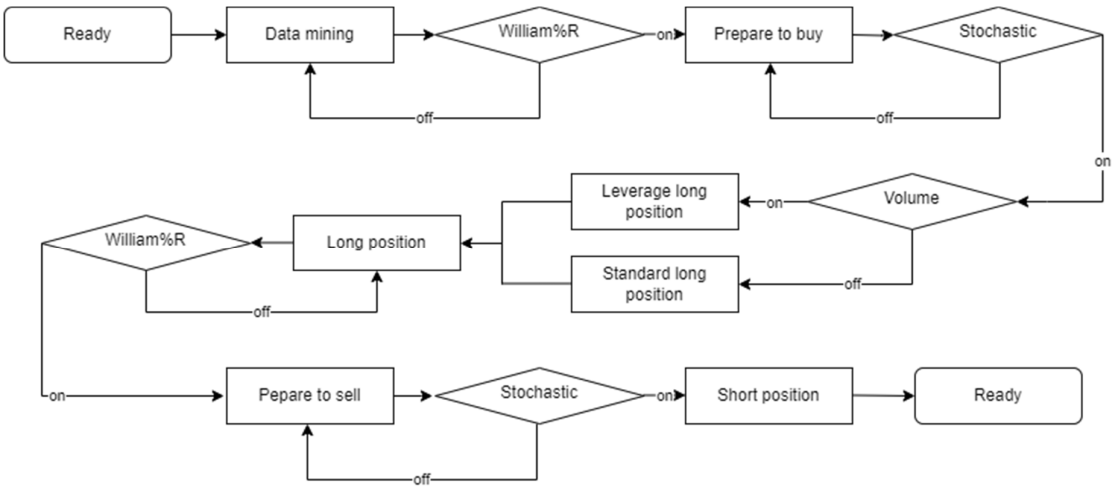 Ready
Data mining
William%R
on
Prepare to buy
Stochastic
off
off
on
Leverage long
position
on
Volume
William%R
Long position
Standard long
position
off
off
on
Pepare to sell
Stochastic
on
Short position
Ready
off